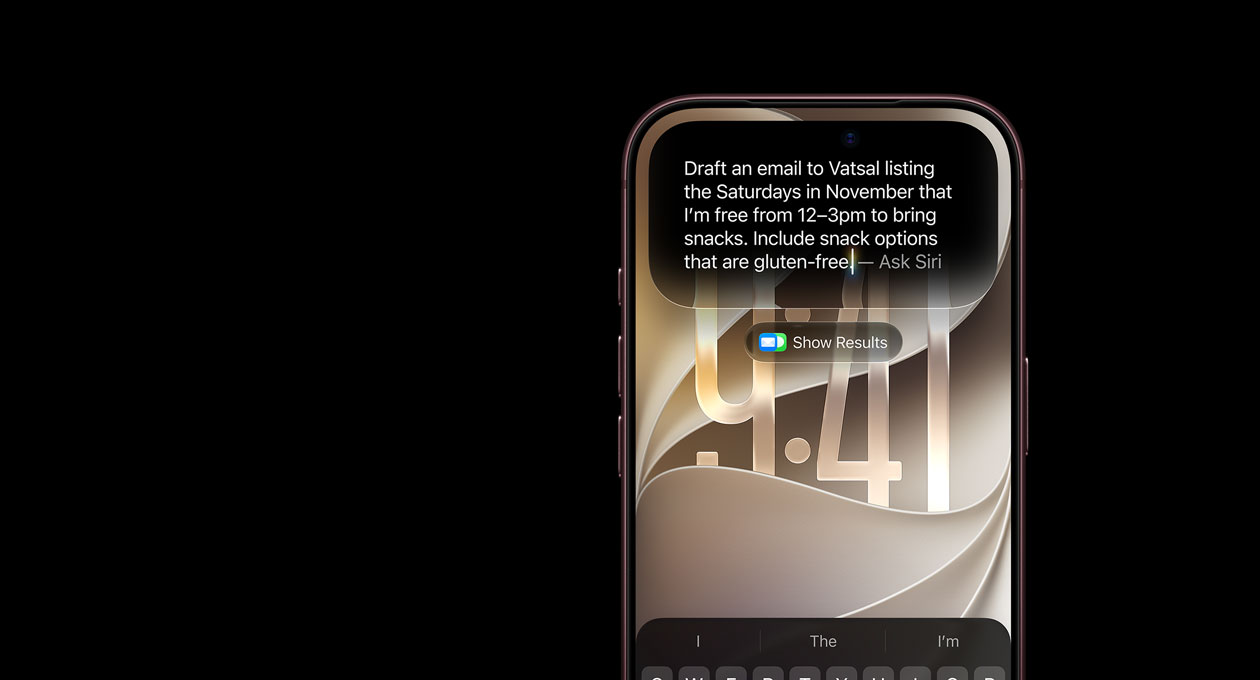 Draft an email to Vatsal listing
the Saturdays in November that
I’m free from 12–3pm to bring
snacks. Include snack options
that are gluten-free. — Ask Siri
Show Results
9:41
I The I’m